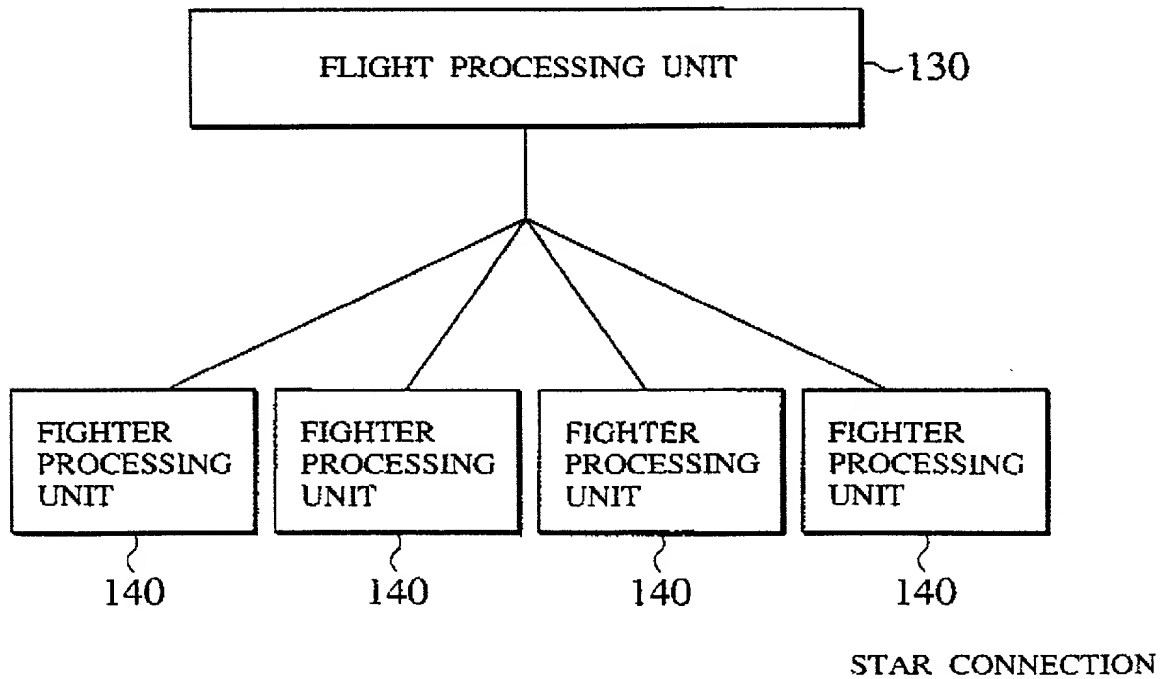 FLIGHT PROCESSING UNIT
130
FIGHTER
PROCESSING
UNIT
140
FIGHTER
PROCESSING
UNIT
140
FIGHTER
PROCESSING
UNIT
140
FIGHTER
PROCESSING
UNIT
140
STAR CONNECTION